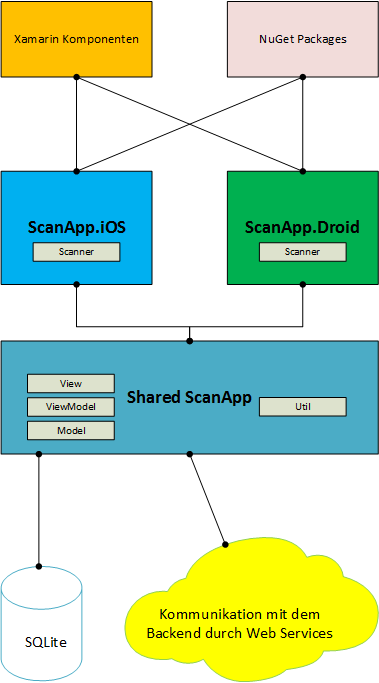 Xamarin Komponenten
NuGet Packages
ScanApp.iOS
Scanner
ScanApp.Droid
Scanner
View
ViewModel
Model
Shared ScanApp
Util
SQLite
Kommunikation mit dem
Backend durch Web Services